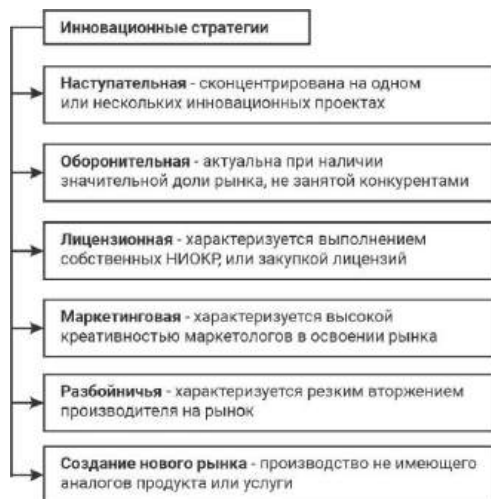 Инновационные стратегии
Наступательная - сконцентрирована на одном
или нескольких инновационных проектах
Оборонительная - актуальна при наличии
значительной доли рынка, не занятой конкурентами
Лицензионная - характеризуется выполнением
собственных НИОКР, или закупкой лицензий
Маркетинговая - характеризуется высокой
креативностью маркетологов в освоении рынка
Разбойничья - характеризуется резким вторжением
производителя на рынок
Создание нового рынка - производство не имеющего
аналогов продукта или услуги